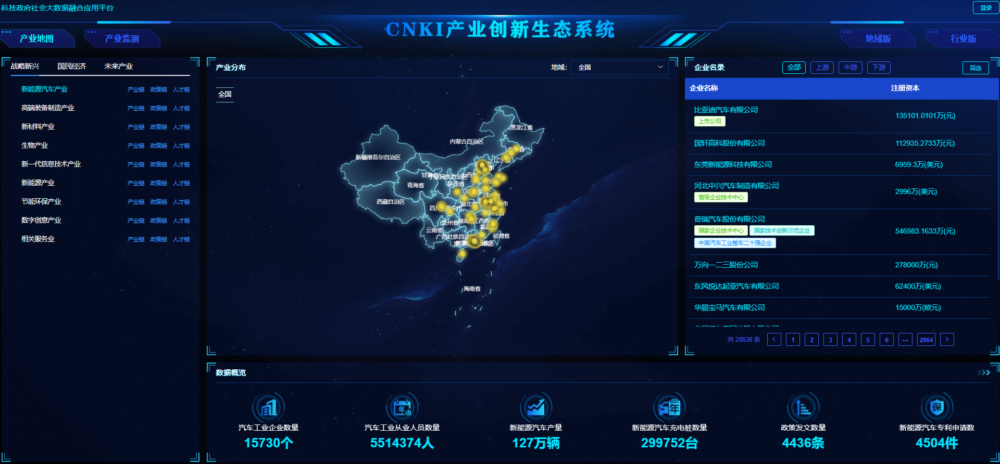 科技政府社会大数据融合应用平台
登录
CNKI产业创新生态系统
产业地图
产业监测
地域版
行业版
战略新兴 国民经济 未来产业
新能源汽车产业 产业链 政策链 人才链
高端装备制造产业 产业链 政策链 人才链
新材料产业 产业链 政策链 人才链
生物产业 产业链 政策链 人才链
新一代信息技术产业 产业链 政策链 人才链
新能源产业 产业链 政策链 人才链
节能环保产业 产业链 政策链 人才链
数字创意产业 产业链 政策链 人才链
相关服务业 产业链 政策链 人才链
产业分布
地域: 全国
全国
黑龙江省
内蒙古自治区
新疆维吾尔自治区
辽宁省
甘肃省
宁夏回族自治区
陕西省
青海省
西藏自治区
湖北省
贵州省
云南省
台湾省
海南省
企业名录 全部 上游 中游 下游 筛选
企业名称 注册资本
比亚迪汽车有限公司
上市公司
135101.0101万(元)
国轩高科股份有限公司 112935.2733万(元)
东莞新能源科技有限公司 6959.3万(美元)
河北中兴汽车制造有限公司
省级企业技术中心
2996万(美元)
奇瑞汽车股份有限公司
国家企业技术中心 国家技术创新示范企业
中国汽车工业整车二十强企业
546983.1633万(元)
万向一二三股份公司 278000万(元)
东风悦达起亚汽车有限公司 62400万(美元)
华晨宝马汽车有限公司 15000万(欧元)
共 28636 条 1 2 3 4 5 6 ··· 2864
数据概览
汽车工业企业数量
15730个
汽车工业从业人员数量
5514374人
新能源汽车产量
127万辆
新能源汽车充电桩数量
299752台
政策发文数量
4436条
新能源汽车专利申请数
4504件